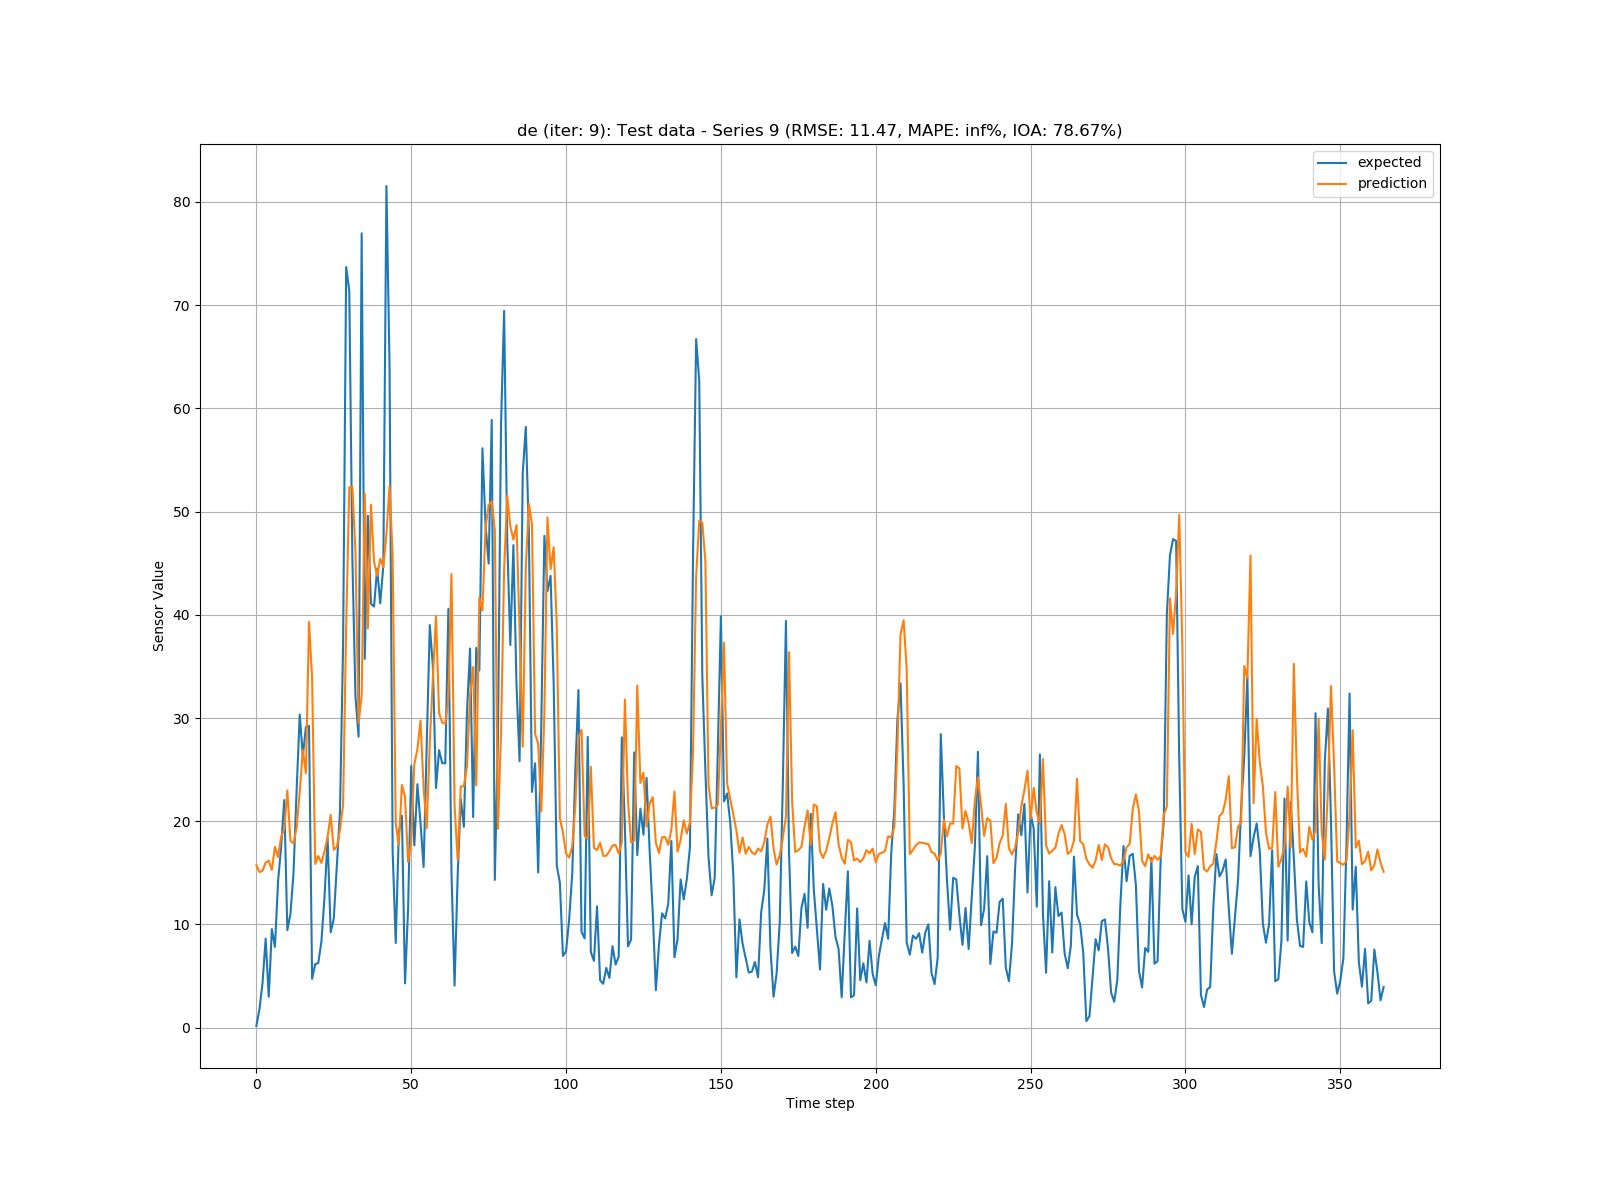 de (iter: 9): Test data - Series 9 (RMSE: 11.47, MAPE: inf%, IOA: 78.67%)
expected
prediction
80
70
60
50
40
30
20
10
0
Sensor Value
0 50 100 150 200 250 300 350
Time step